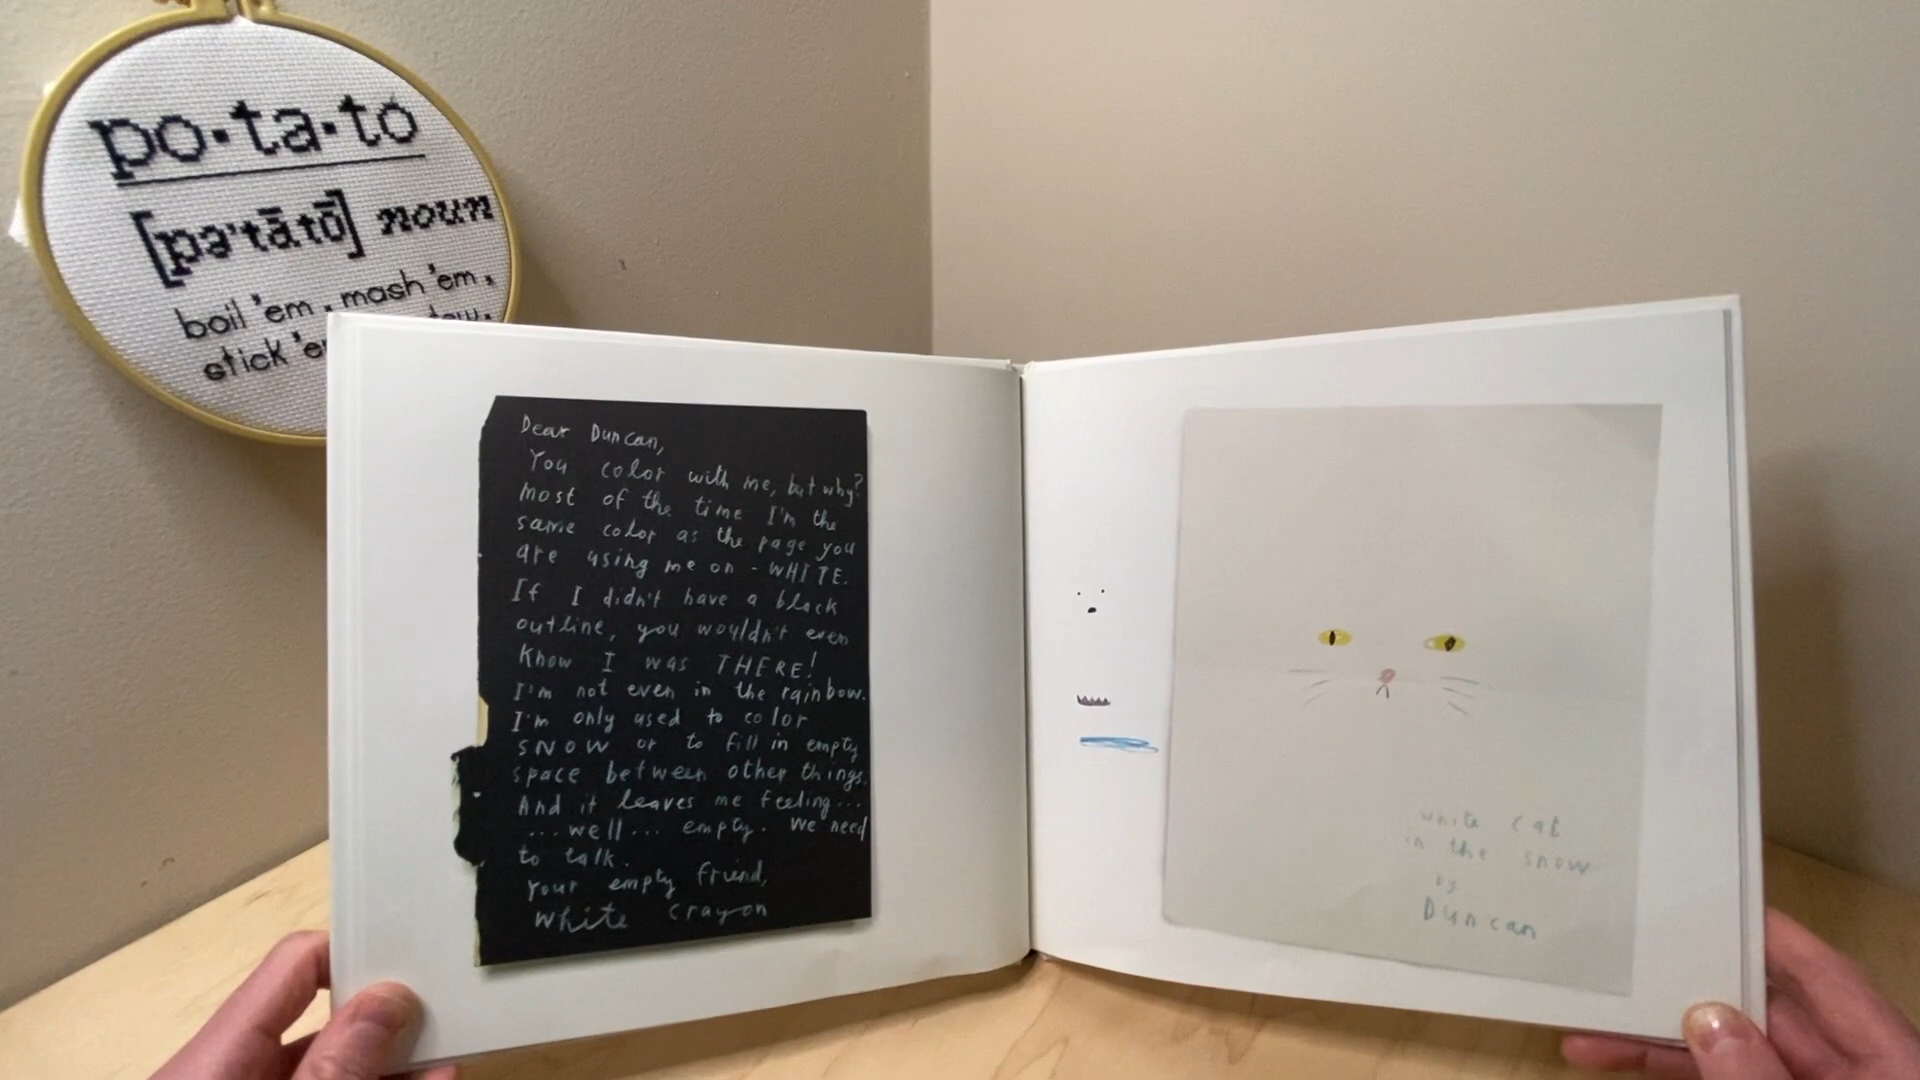 po·ta·to
[pə'tātō] noun
boil 'em, mash 'em,
stick 'e
Dear Duncan,
You color with me, but why?
most of the time I'm the
same color as the page you
are using me on - WHITE.
If I didn't have a black
outline, you wouldn't even
know I was THERE!
I'm not even in the rainbow.
I'm only used to color
SNOW or to fill in empty
space between other things.
And it leaves me feeling...
...well... empty. We need
to talk.
Your empty friend,
White Crayon
white cat
in the snow
by
Duncan